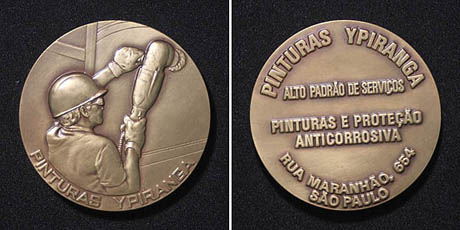 PINTURAS YPIRANGA
PINTURAS YPIRANGA
ALTO PADRÃO DE SERVIÇOS
PINTURAS E PROTEÇÃO
ANTICORROSIVA
RUA MARANHÃO, 654
SÃO PAULO